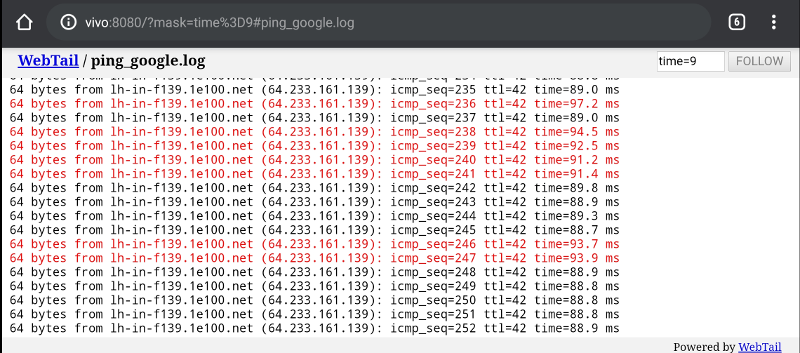 vivo:8080/?mask=time%3D9#ping_google.log
6
WebTail / ping_google.log
time=9
FOLLOW
64 bytes from lh-in-f139.1e100.net (64.233.161.139): icmp_seq=235 ttl=42 time=89.0 ms
64 bytes from lh-in-f139.1e100.net (64.233.161.139): icmp_seq=236 ttl=42 time=97.2 ms
64 bytes from lh-in-f139.1e100.net (64.233.161.139): icmp_seq=237 ttl=42 time=89.0 ms
64 bytes from lh-in-f139.1e100.net (64.233.161.139): icmp_seq=238 ttl=42 time=94.5 ms
64 bytes from lh-in-f139.1e100.net (64.233.161.139): icmp_seq=239 ttl=42 time=92.5 ms
64 bytes from lh-in-f139.1e100.net (64.233.161.139): icmp_seq=240 ttl=42 time=91.2 ms
64 bytes from lh-in-f139.1e100.net (64.233.161.139): icmp_seq=241 ttl=42 time=91.4 ms
64 bytes from lh-in-f139.1e100.net (64.233.161.139): icmp_seq=242 ttl=42 time=89.8 ms
64 bytes from lh-in-f139.1e100.net (64.233.161.139): icmp_seq=243 ttl=42 time=88.9 ms
64 bytes from lh-in-f139.1e100.net (64.233.161.139): icmp_seq=244 ttl=42 time=89.3 ms
64 bytes from lh-in-f139.1e100.net (64.233.161.139): icmp_seq=245 ttl=42 time=88.7 ms
64 bytes from lh-in-f139.1e100.net (64.233.161.139): icmp_seq=246 ttl=42 time=93.7 ms
64 bytes from lh-in-f139.1e100.net (64.233.161.139): icmp_seq=247 ttl=42 time=93.9 ms
64 bytes from lh-in-f139.1e100.net (64.233.161.139): icmp_seq=248 ttl=42 time=88.9 ms
64 bytes from lh-in-f139.1e100.net (64.233.161.139): icmp_seq=249 ttl=42 time=88.8 ms
64 bytes from lh-in-f139.1e100.net (64.233.161.139): icmp_seq=250 ttl=42 time=88.8 ms
64 bytes from lh-in-f139.1e100.net (64.233.161.139): icmp_seq=251 ttl=42 time=88.8 ms
64 bytes from lh-in-f139.1e100.net (64.233.161.139): icmp_seq=252 ttl=42 time=88.9 ms
Powered by WebTail